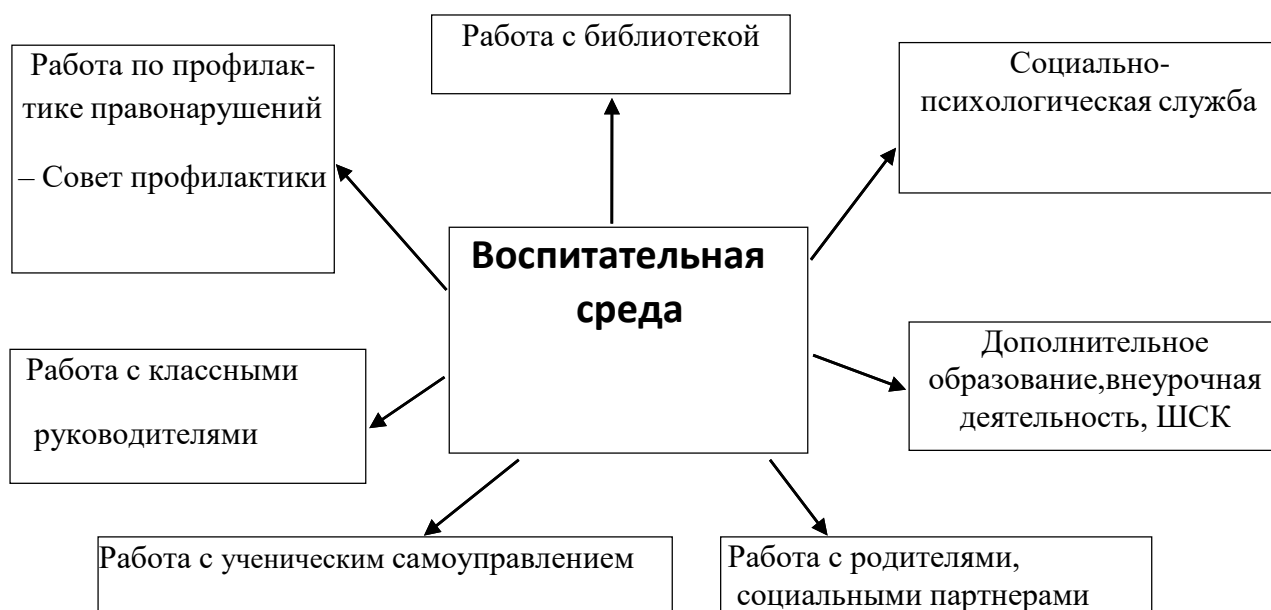 Работа с библиотекой
Работа по профилак-
тике правонарушений
– Совет профилактики
Социально-
психологическая служба
Воспитательная
среда
Работа с классными
руководителями
Дополнительное
образование,внеурочная
деятельность, ШСК
Работа с ученическим самоуправлением
Работа с родителями,
социальными партнерами